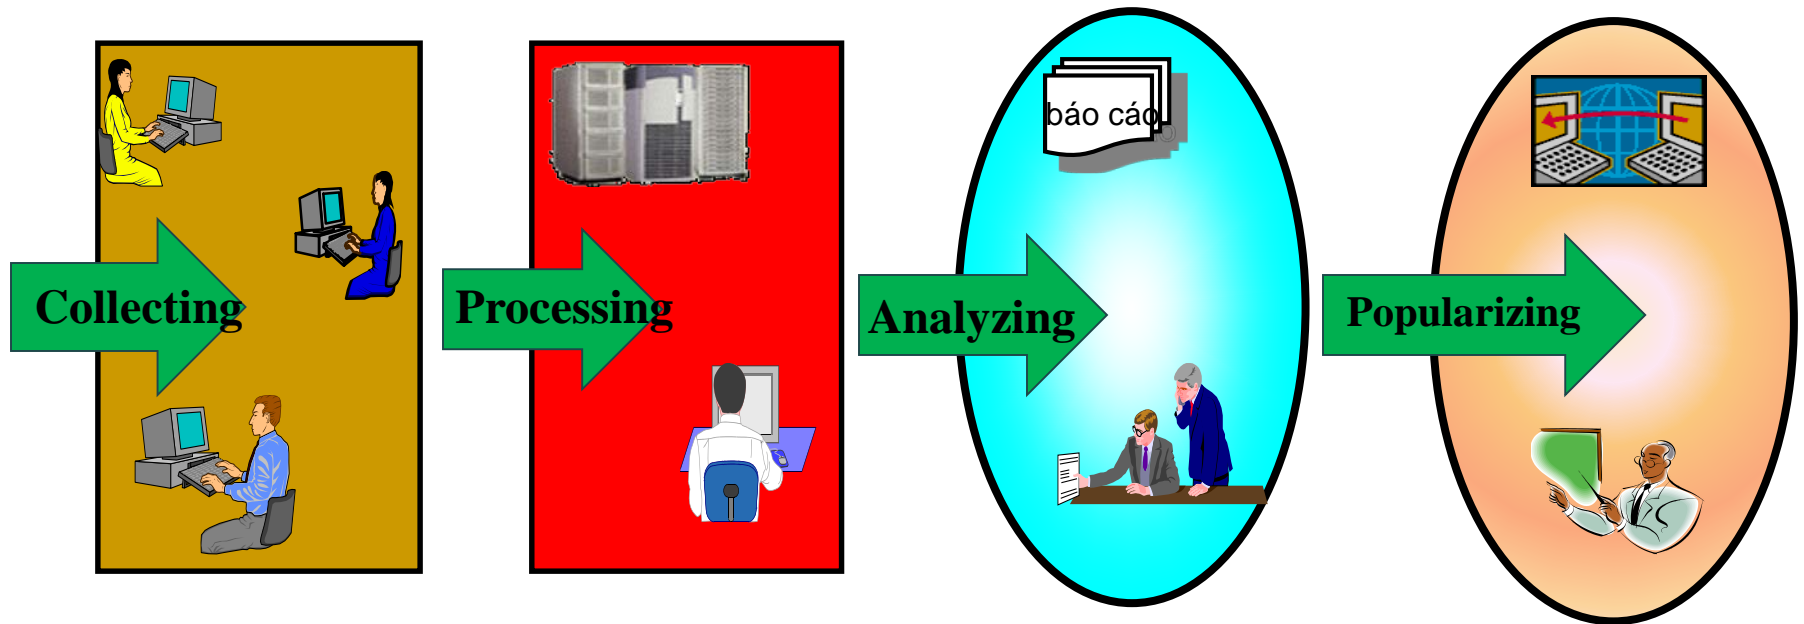 báo cáo
Collecting
Processing
Analyzing
Popularizing